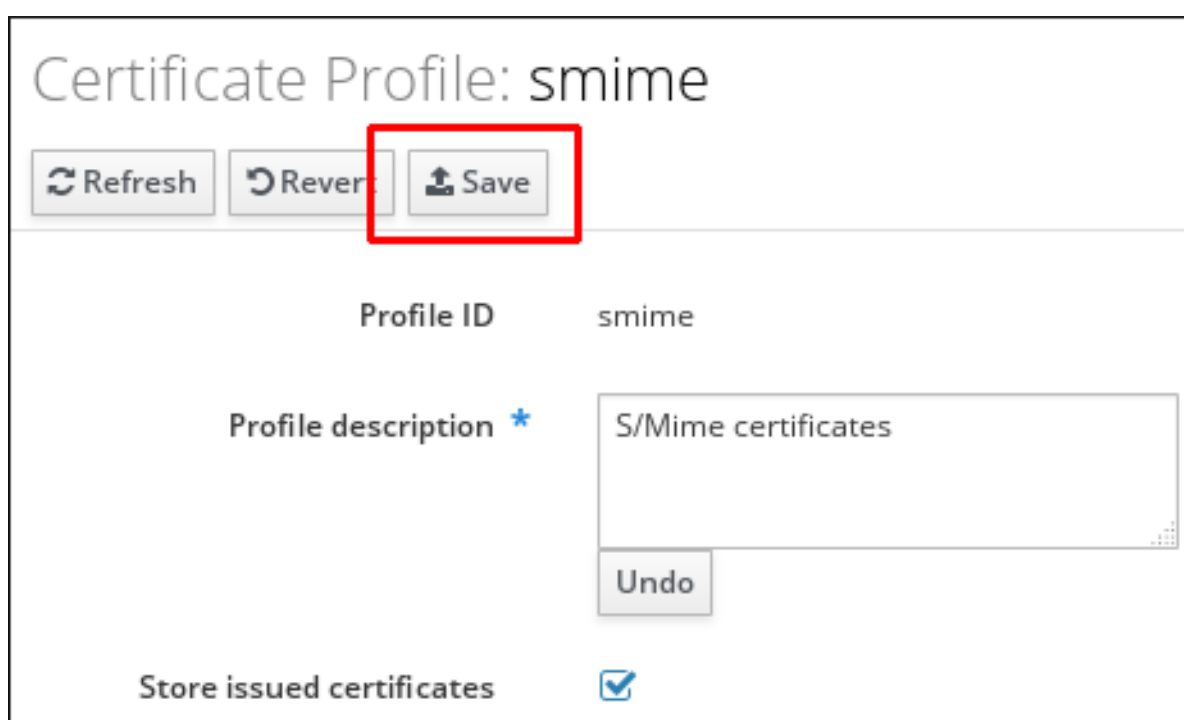 Certificate Profile: smime
Refresh Revert Save
Profile ID smime
Profile description * S/Mime certificates
Undo
Store issued certificates